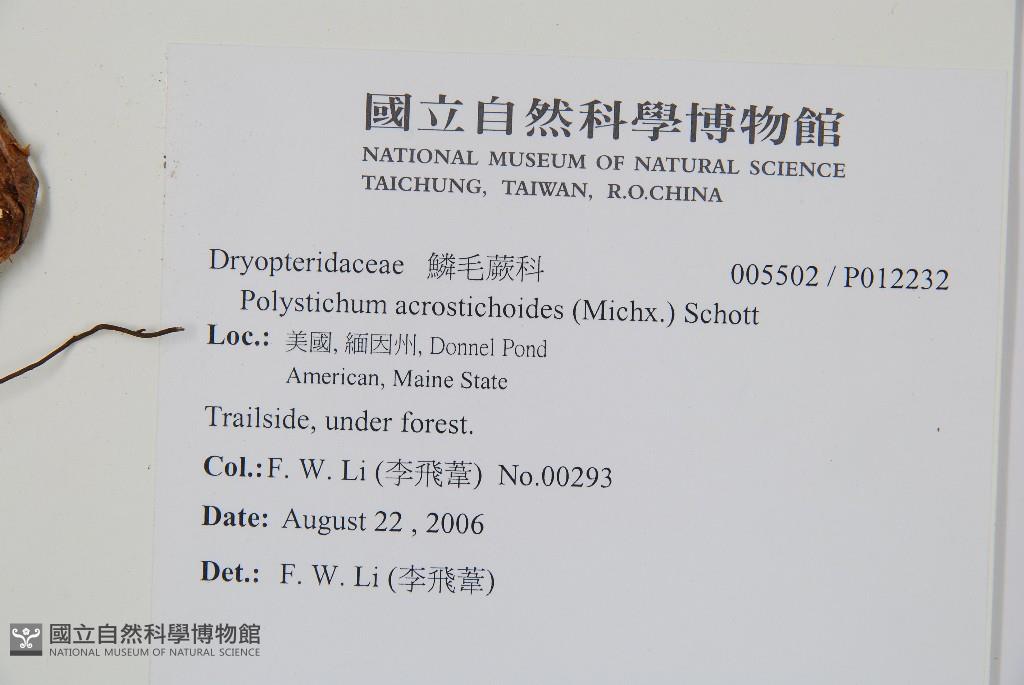 國立自然科學博物館
NATIONAL MUSEUM OF NATURAL SCIENCE
TAICHUNG, TAIWAN, R.O.CHINA
Dryopteridaceae 鱗毛蕨科 005502 / P012232
Polystichum acrostichoides (Michx.) Schott
Loc.: 美國, 緬因州, Donnel Pond
American, Maine State
Trailside, under forest.
Col.:F. W. Li (李飛葦) No.00293
Date: August 22 , 2006
Det.: F. W. Li (李飛葦)
國立自然科學博物館
NATIONAL MUSEUM OF NATURAL SCIENCE